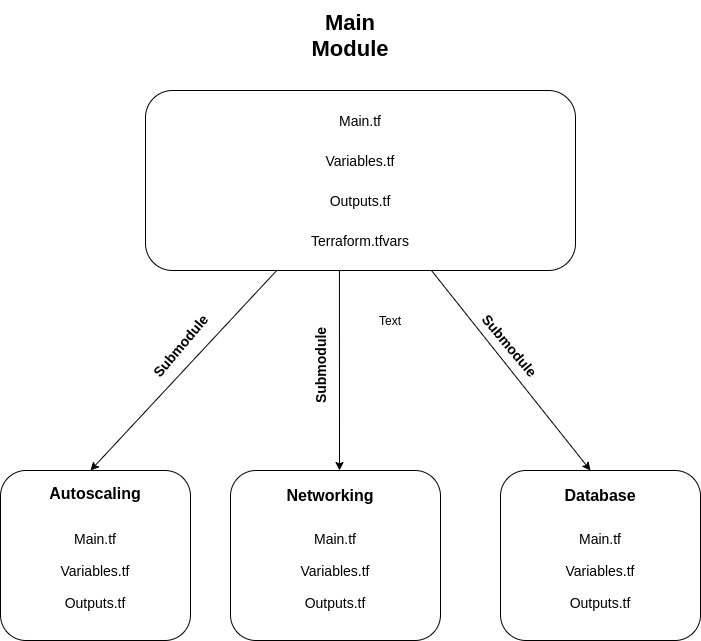 Main
Module
Main.tf
Variables.tf
Outputs.tf
Terraform.tfvars
Submodule
Submodule
Text
Submodule
Autoscaling
Main.tf
Variables.tf
Outputs.tf
Networking
Main.tf
Variables.tf
Outputs.tf
Database
Main.tf
Variables.tf
Outputs.tf